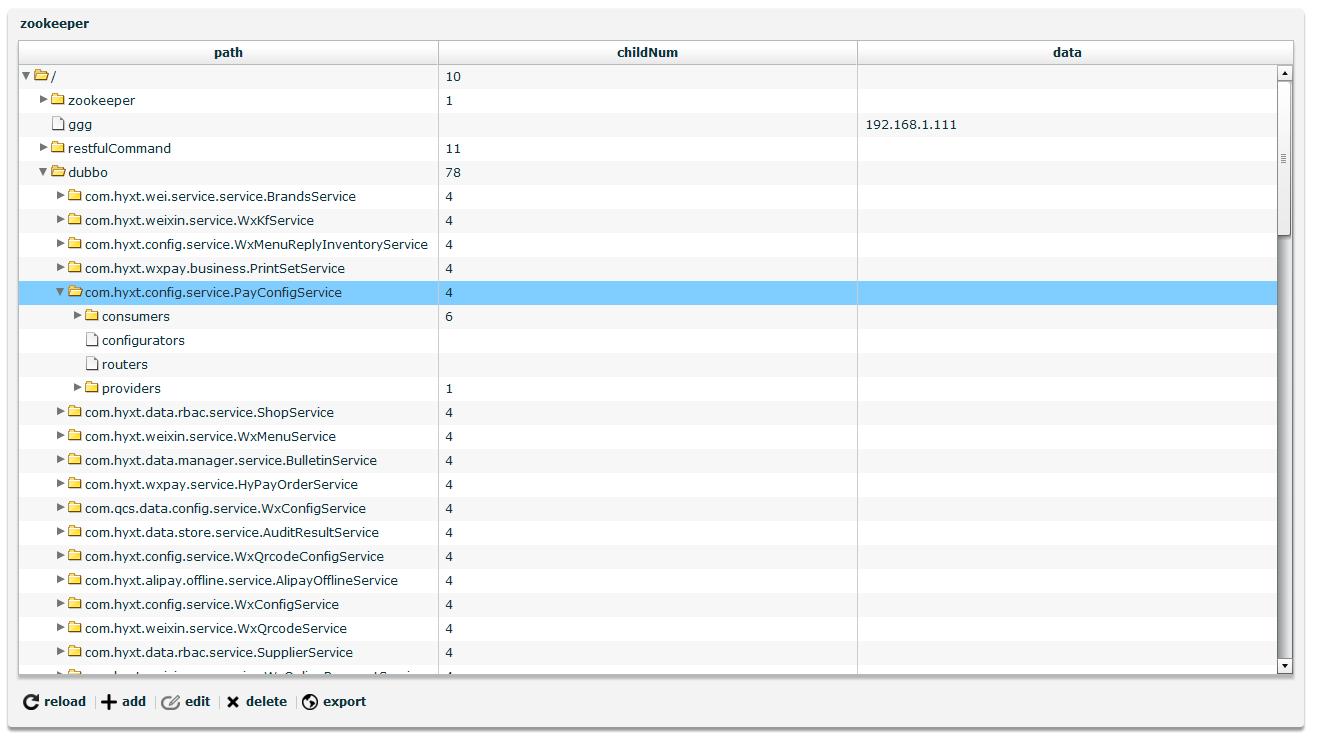 zookeeper
path childNum data
/ 10
zookeeper 1
ggg 192.168.1.111
restfulCommand 11
dubbo 78
com.hyxt.wei.service.service.BrandsService 4
com.hyxt.weixin.service.WxKfService 4
com.hyxt.config.service.WxMenuReplyInventoryService 4
com.hyxt.wxpay.business.PrintSetService 4
com.hyxt.config.service.PayConfigService 4
consumers 6
configurators
routers
providers 1
com.hyxt.data.rbac.service.ShopService 4
com.hyxt.weixin.service.WxMenuService 4
com.hyxt.data.manager.service.BulletinService 4
com.hyxt.wxpay.service.HyPayOrderService 4
com.qcs.data.config.service.WxConfigService 4
com.hyxt.data.store.service.AuditResultService 4
com.hyxt.config.service.WxQrcodeConfigService 4
com.hyxt.alipay.offline.service.AlipayOfflineService 4
com.hyxt.config.service.WxConfigService 4
com.hyxt.weixin.service.WxQrcodeService 4
com.hyxt.data.rbac.service.SupplierService 4
reload add edit delete export